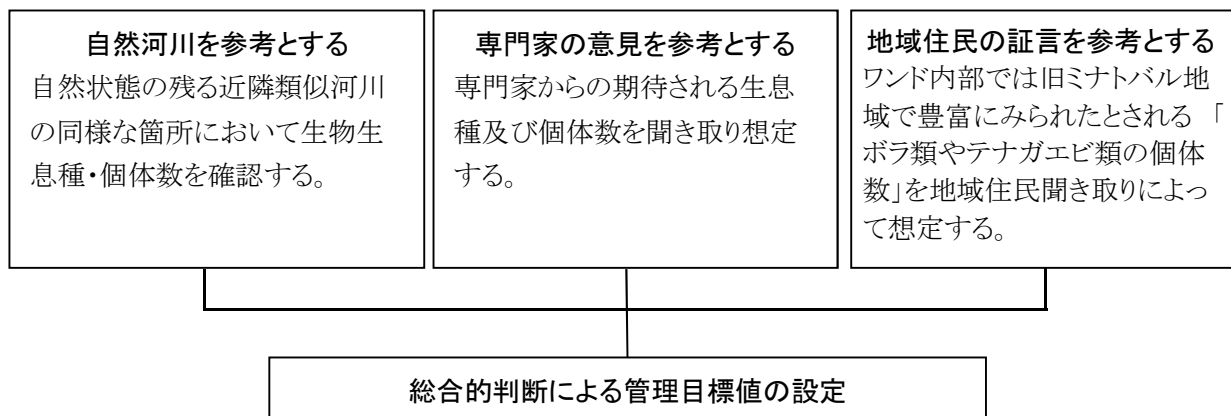 自然河川を参考とする
自然状態の残る近隣類似河川
の同様な箇所において生物生
息種・個体数を確認する。
専門家の意見を参考とする
専門家からの期待される生息
種及び個体数を聞き取り想定
する。
地域住民の証言を参考とする
ワンド内部では旧ミナトバル地
域で豊富にみられたとされる「
ボラ類やテナガエビ類の個体
数」を地域住民聞き取りによっ
て想定する。
総合的判断による管理目標値の設定